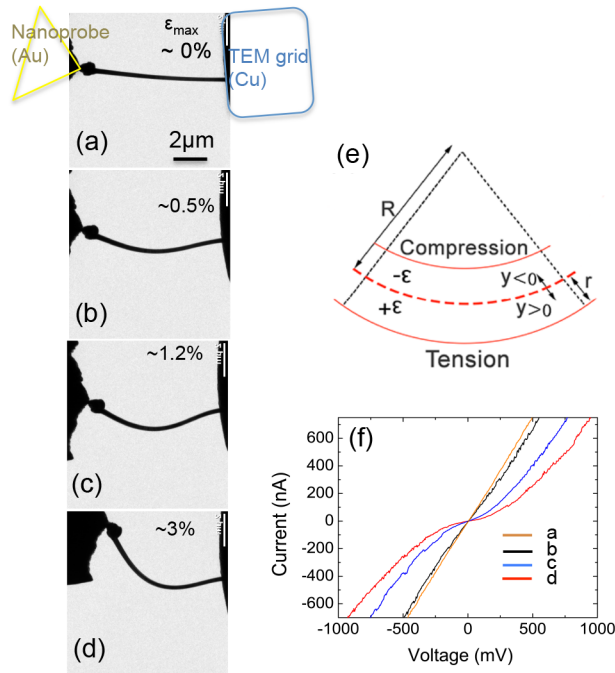 Nanoprobe
(Au)
εmax
~ 0%
TEM grid
(Cu)
(a)
2μm
~0.5%
(b)
~1.2%
(c)
~3%
(d)
(e)
R
Compression
-ε
y<0
r
+ε
y>0
Tension
(f)
Current (nA)
600
400
200
0
-200
-400
-600
a
b
c
d
-1000
-500
0
500
1000
Voltage (mV)